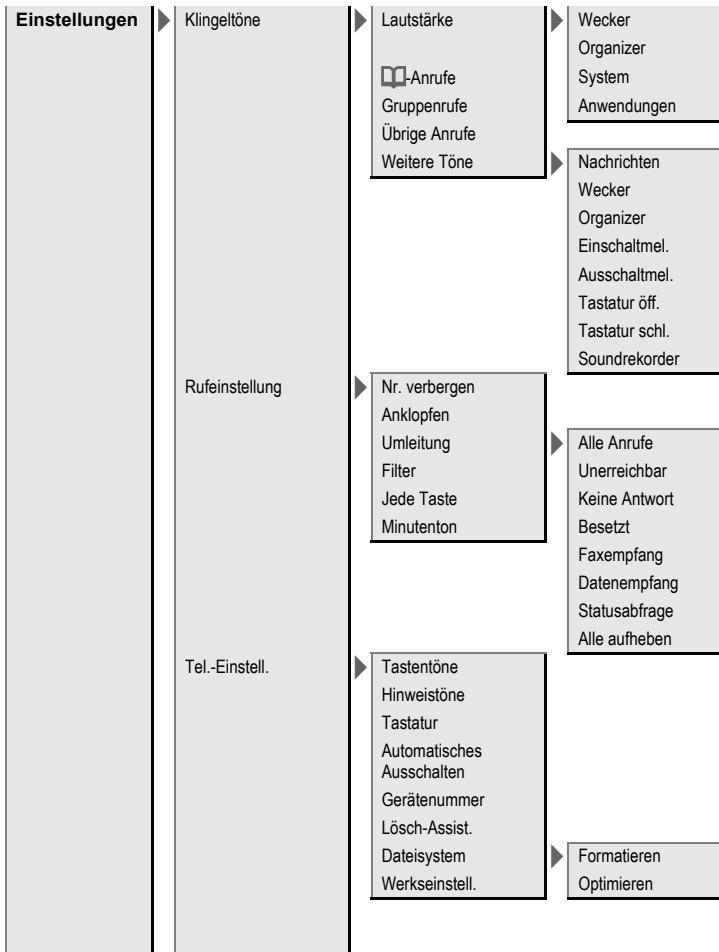 Einstellungen
Klingeltöne
Lautstärke
Wecker
Organizer
System
Anwendungen
-Anrufe
Gruppenrufe
Übrige Anrufe
Weitere Töne
Nachrichten
Wecker
Organizer
Einschaltmel.
Ausschaltmel.
Tastatur öff.
Tastatur schl.
Soundrekorder
Rufeinstellung
Nr. verbergen
Anklopfen
Umleitung
Alle Anrufe
Unerreichbar
Keine Antwort
Besetzt
Faxempfang
Datenempfang
Statusabfrage
Alle aufheben
Filter
Jede Taste
Minutenton
Tel.-Einstell.
Tastentöne
Hinweistöne
Tastatur
Automatisches
Ausschalten
Gerätenummer
Lösch-Assist.
Dateisystem
Formatieren
Optimieren
Werkseinstell.